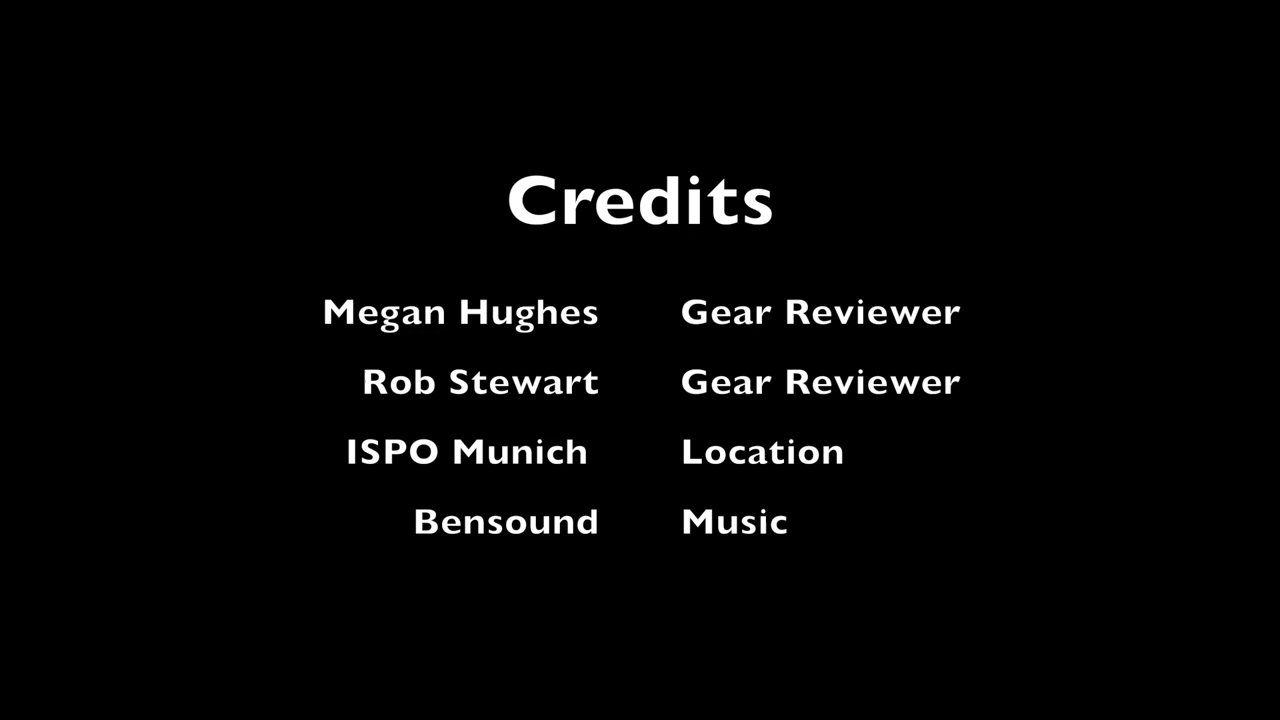 Credits
Megan Hughes Gear Reviewer
Rob Stewart Gear Reviewer
ISPO Munich Location
Bensound Music